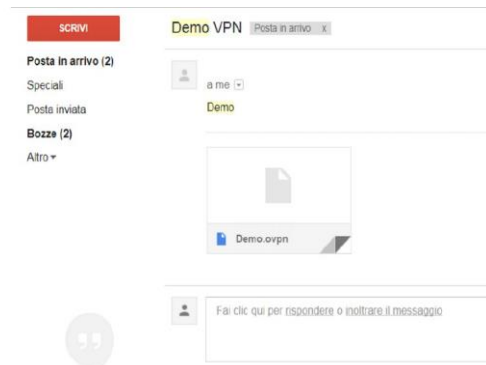 SCRIVI
Demo VPN Posta in arrivo x
Posta in arrivo (2)
Speciali
Posta inviata
Bozze (2)
Altro
a me
Demo
Demo.ovpn
Fai clic qui per rispondere o inoltrare il messaggio